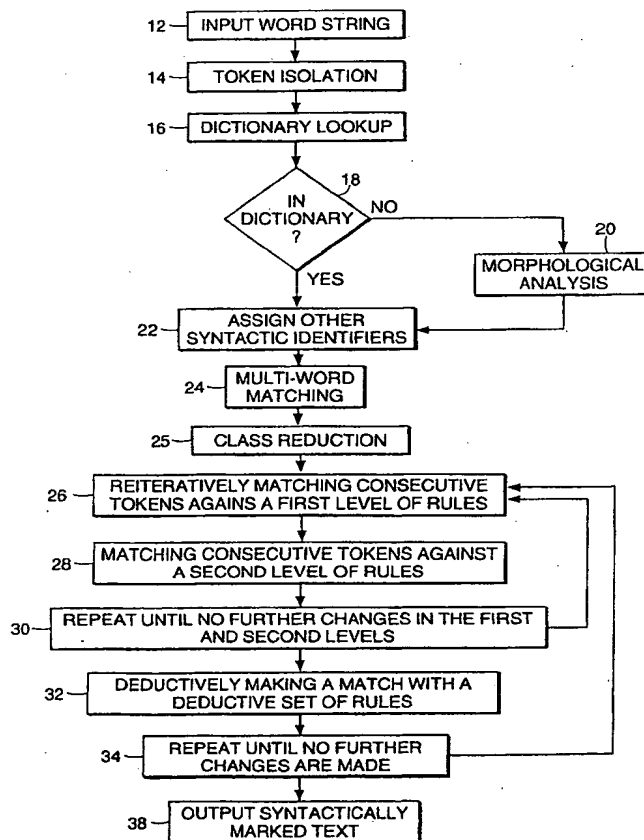 12
INPUT WORD STRING
14
TOKEN ISOLATION
16
DICTIONARY LOOKUP
18
IN
DICTIONARY
?
NO
YES
20
MORPHOLOGICAL
ANALYSIS
22
ASSIGN OTHER
SYNTACTIC IDENTIFIERS
24
MULTI-WORD
MATCHING
25
CLASS REDUCTION
26
REITERATIVELY MATCHING CONSECUTIVE
TOKENS AGAINS A FIRST LEVEL OF RULES
28
MATCHING CONSECUTIVE TOKENS AGAINST
A SECOND LEVEL OF RULES
30
REPEAT UNTIL NO FURTHER CHANGES IN THE FIRST
AND SECOND LEVELS
32
DEDUCTIVELY MAKING A MATCH WITH A
DEDUCTIVE SET OF RULES
34
REPEAT UNTIL NO FURTHER
CHANGES ARE MADE
38
OUTPUT SYNTACTICALLY
MARKED TEXT